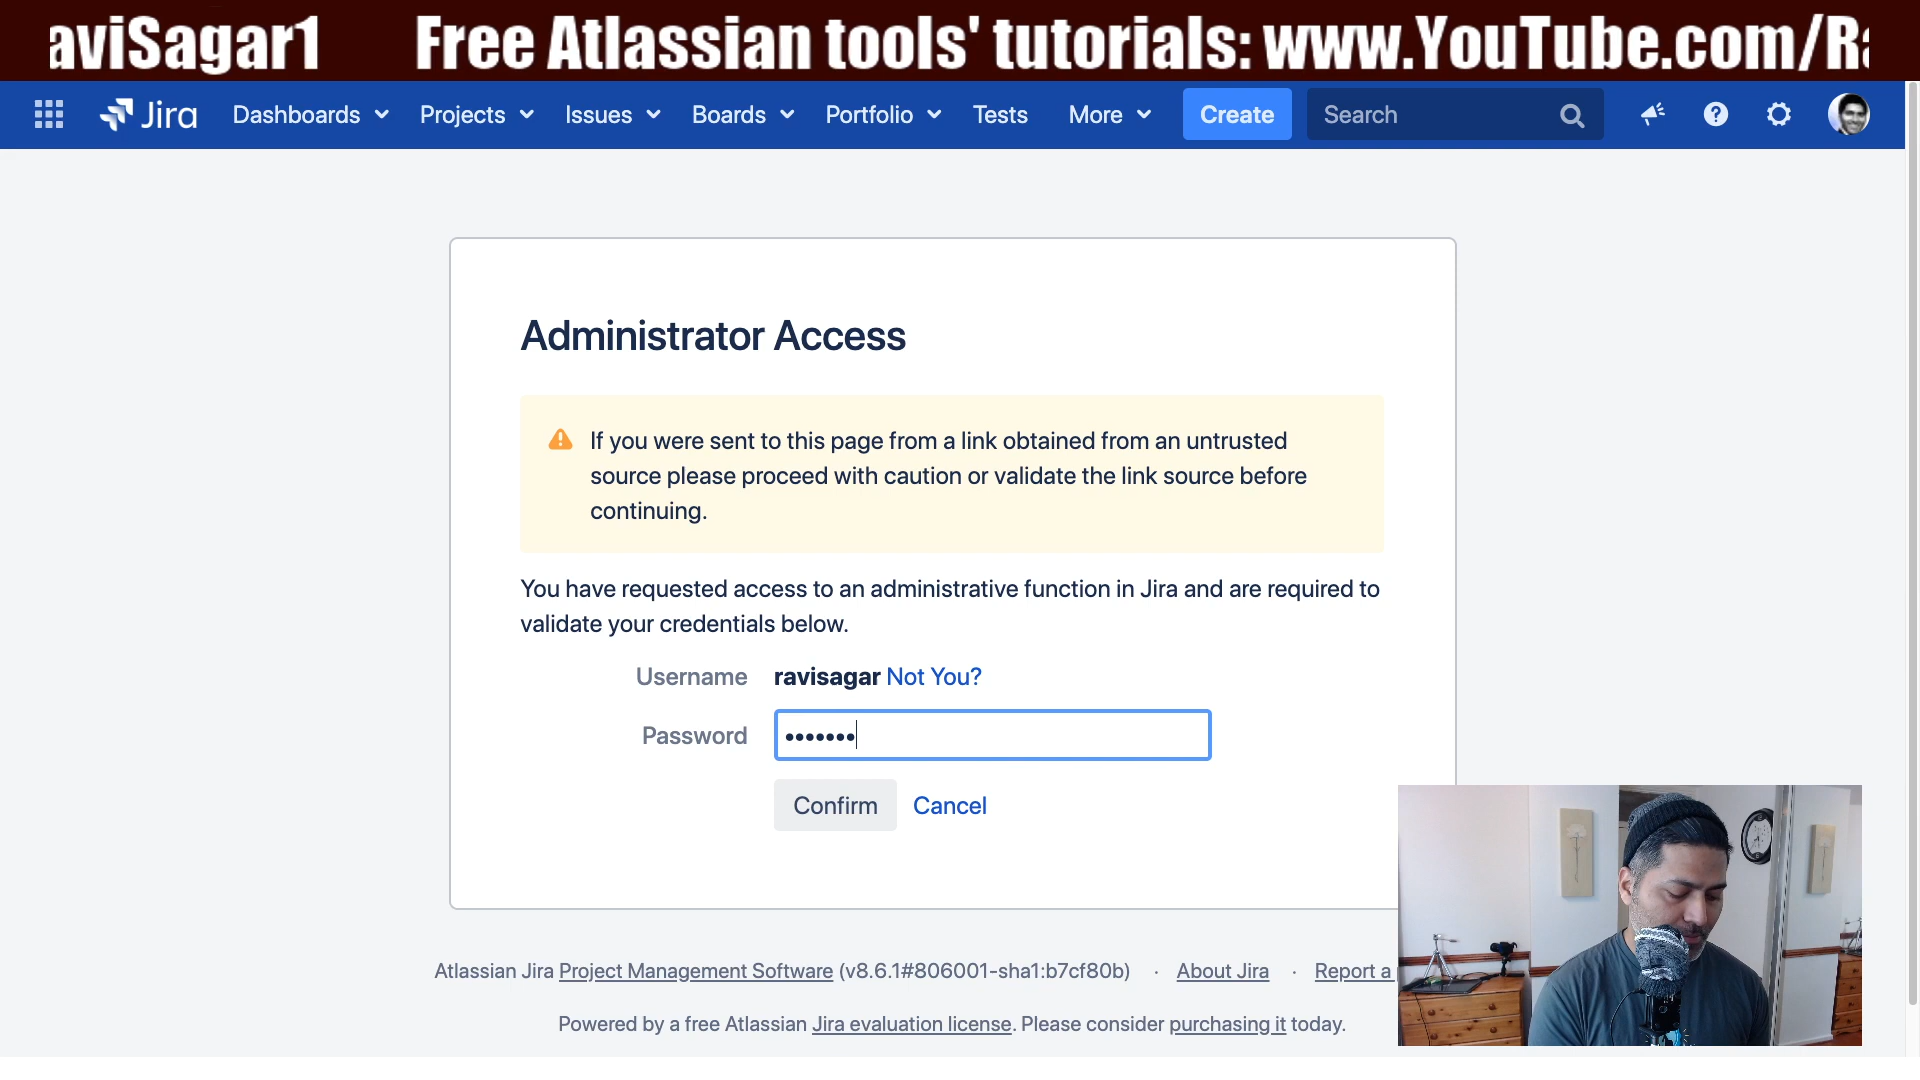 aviSagar1 Free Atlassian tools' tutorials: www.YouTube.com/Ra
Jira Dashboards Projects Issues Boards Portfolio Tests More Create Search
Administrator Access
If you were sent to this page from a link obtained from an untrusted
source please proceed with caution or validate the link source before
continuing.
You have requested access to an administrative function in Jira and are required to
validate your credentials below.
Username ravisagar Not You?
Password •••••••
Confirm Cancel
Atlassian Jira Project Management Software (v8.6.1#806001-sha1:b7cf80b) · About Jira · Report a
Powered by a free Atlassian Jira evaluation license. Please consider purchasing it today.